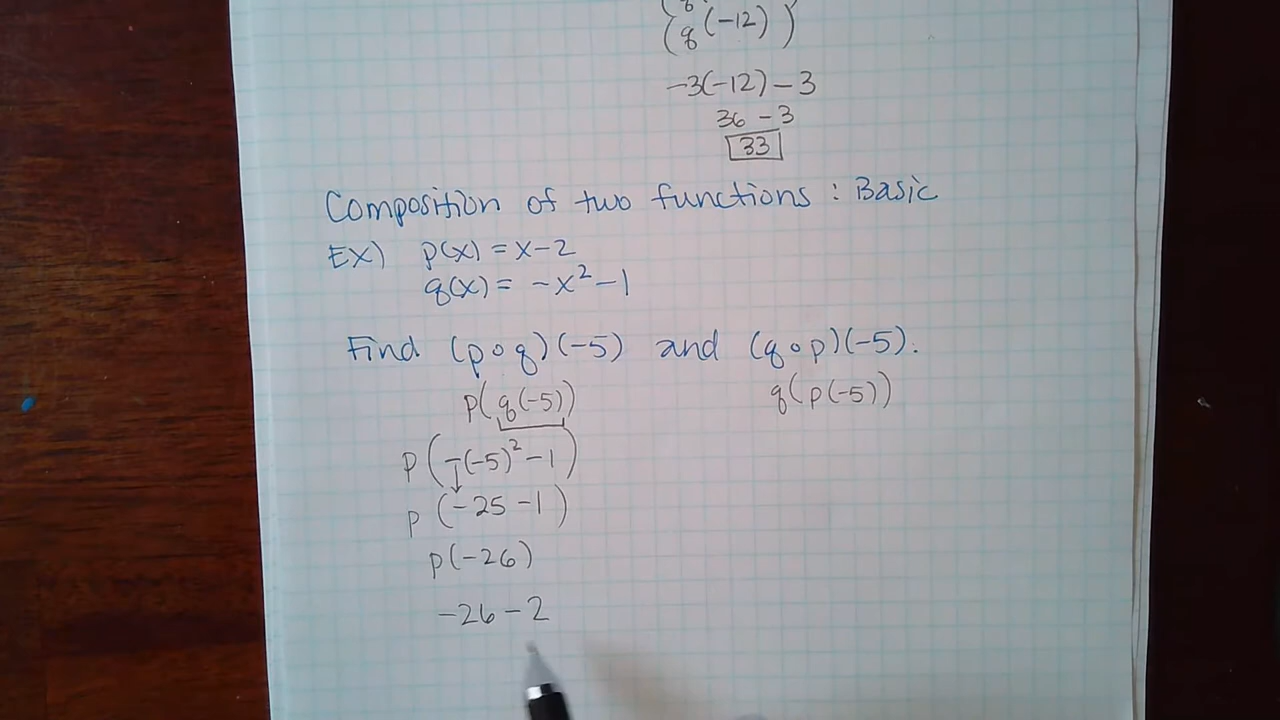 (q(-12))
-3(-12)-3
36-3
33
Composition of two functions: Basic
EX) p(x)=x-2
q(x)= -x²-1
Find (p∘q)(-5) and (q∘p)(-5).
p(q(-5)) q(p(-5))
p(-(-5)²-1)
p(-25-1)
p(-26)
-26-2